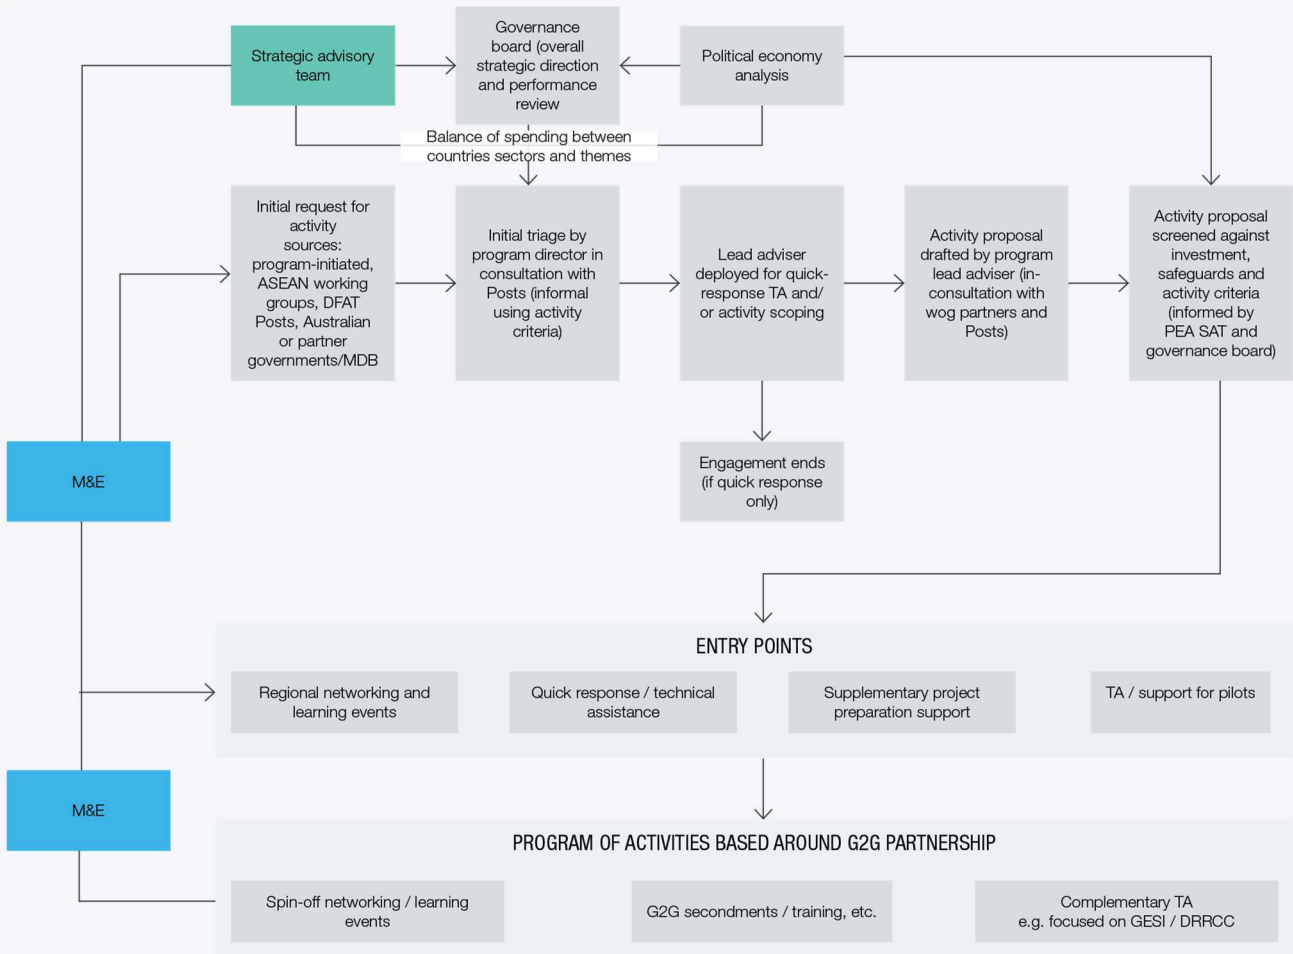 Strategic advisory
team
Governance
board (overall
strategic direction
and performance
review
Political economy
analysis
Balance of spending between
countries sectors and themes
Initial request for
activity
sources:
program-initiated,
ASEAN working
groups, DFAT
Posts, Australian
or partner
governments/MDB
Initial triage by
program director in
consultation with
Posts (informal
using activity
criteria)
Lead adviser
deployed for quick-
response TA and/
or activity scoping
Activity proposal
drafted by program
lead adviser (in-
consultation with
wog partners and
Posts)
Activity proposal
screened against
investment,
safeguards and
activity criteria
(informed by
PEA SAT and
governance board)
M&E
Engagement ends
(if quick response
only)
ENTRY POINTS
Regional networking and
learning events
Quick response / technical
assistance
Supplementary project
preparation support
TA / support for pilots
M&E
PROGRAM OF ACTIVITIES BASED AROUND G2G PARTNERSHIP
Spin-off networking / learning
events
G2G secondments / training, etc.
Complementary TA
e.g. focused on GESI / DRRCC